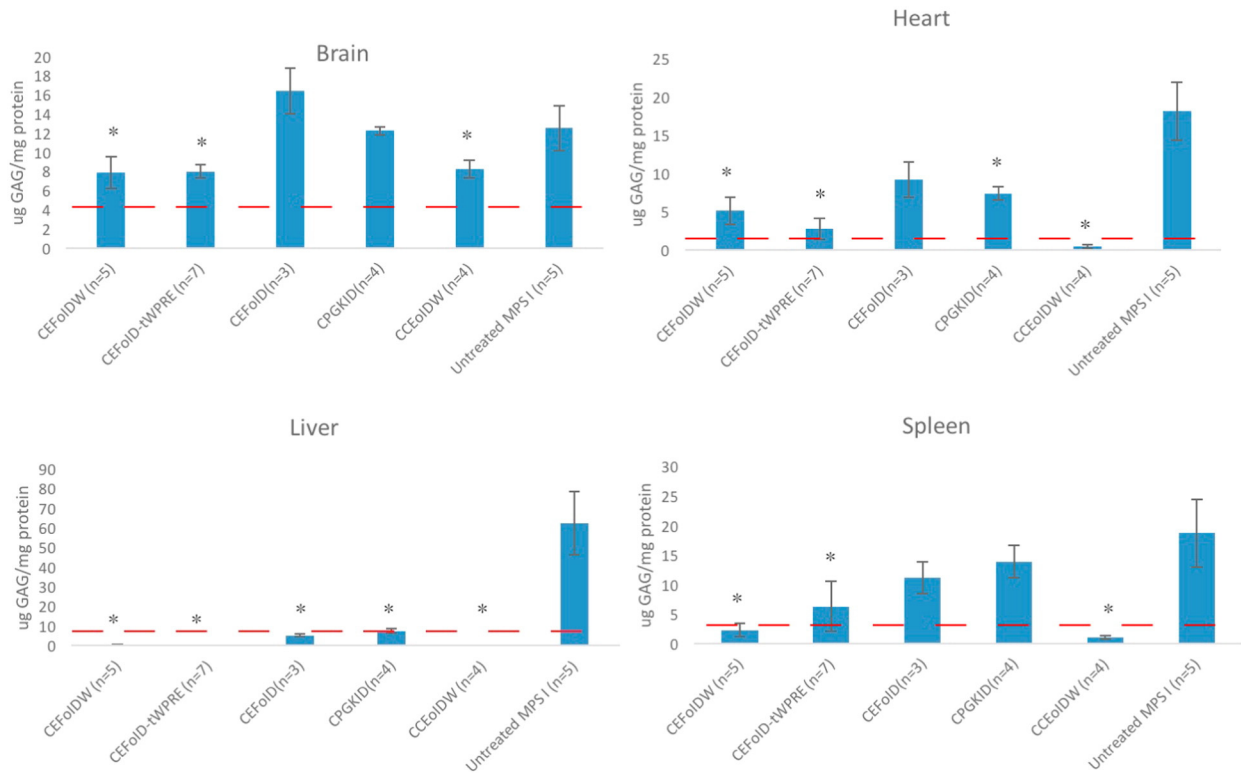 Brain
ug GAG/mg protein
20
18
16
14
12
10
8
6
4
2
0
* * *
CEFoIDW (n=5)
CEFoID-tWPRE (n=7)
CEFoID(n=3)
CPGKID(n=4)
CCEoIDW (n=4)
Untreated MPS I (n=5)
Heart
ug GAG/mg protein
25
20
15
10
5
0
* * * *
CEFoIDW (n=5)
CEFoID-tWPRE (n=7)
CEFoID(n=3)
CPGKID(n=4)
CCEoIDW (n=4)
Untreated MPS I (n=5)
Liver
ug GAG/mg protein
90
80
70
60
50
40
30
20
10
0
* * * * *
CEFoIDW (n=5)
CEFoID-tWPRE (n=7)
CEFoID(n=3)
CPGKID(n=4)
CCEoIDW (n=4)
Untreated MPS I (n=5)
Spleen
ug GAG/mg protein
30
25
20
15
10
5
0
* * *
CEFoIDW (n=5)
CEFoID-tWPRE (n=7)
CEFoID(n=3)
CPGKID(n=4)
CCEoIDW (n=4)
Untreated MPS I (n=5)